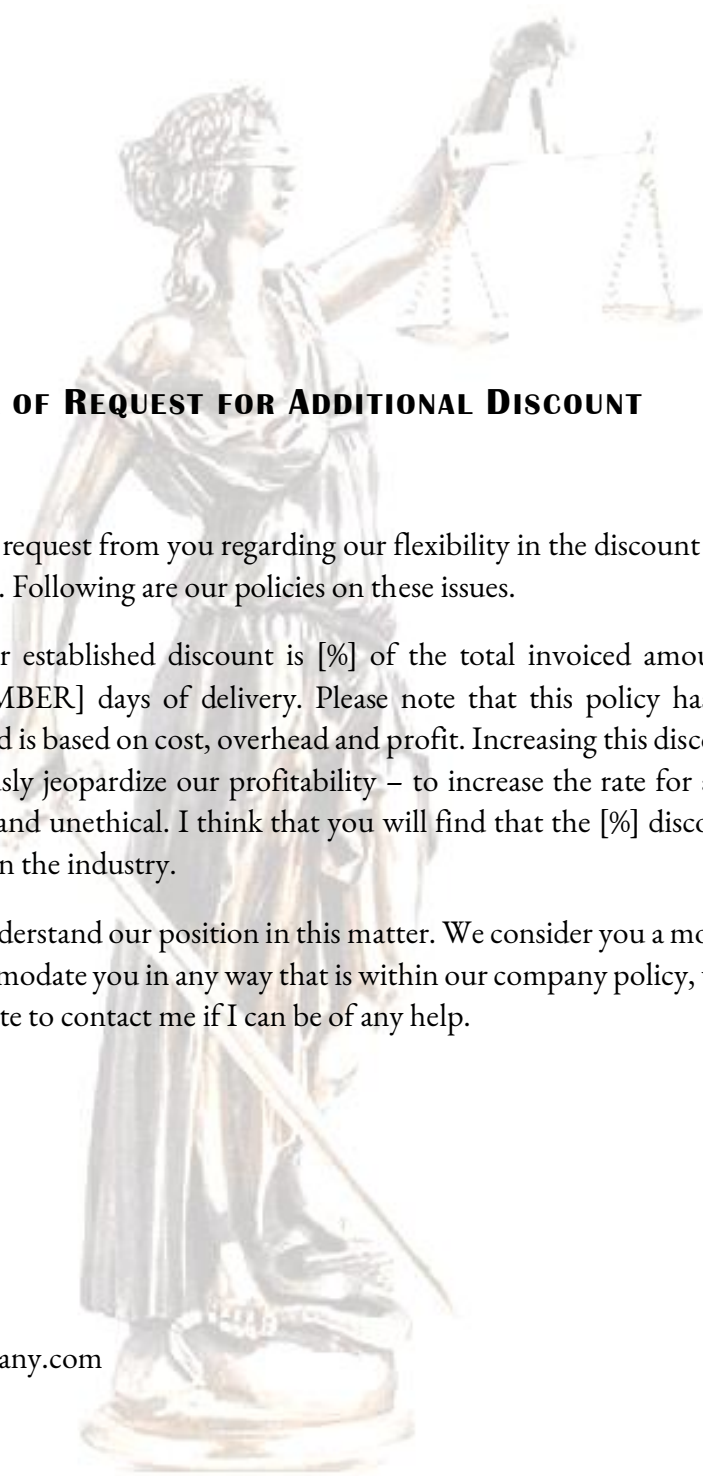 OF REQUEST FOR ADDITIONAL DISCOUNT
request from you regarding our flexibility in the discount
. Following are our policies on these issues.
r established discount is [%] of the total invoiced amou
MBER] days of delivery. Please note that this policy ha
d is based on cost, overhead and profit. Increasing this disco
sly jeopardize our profitability – to increase the rate for
and unethical. I think that you will find that the [%] disco
n the industry.
derstand our position in this matter. We consider you a mo
modate you in any way that is within our company policy,
te to contact me if I can be of any help.
any.com